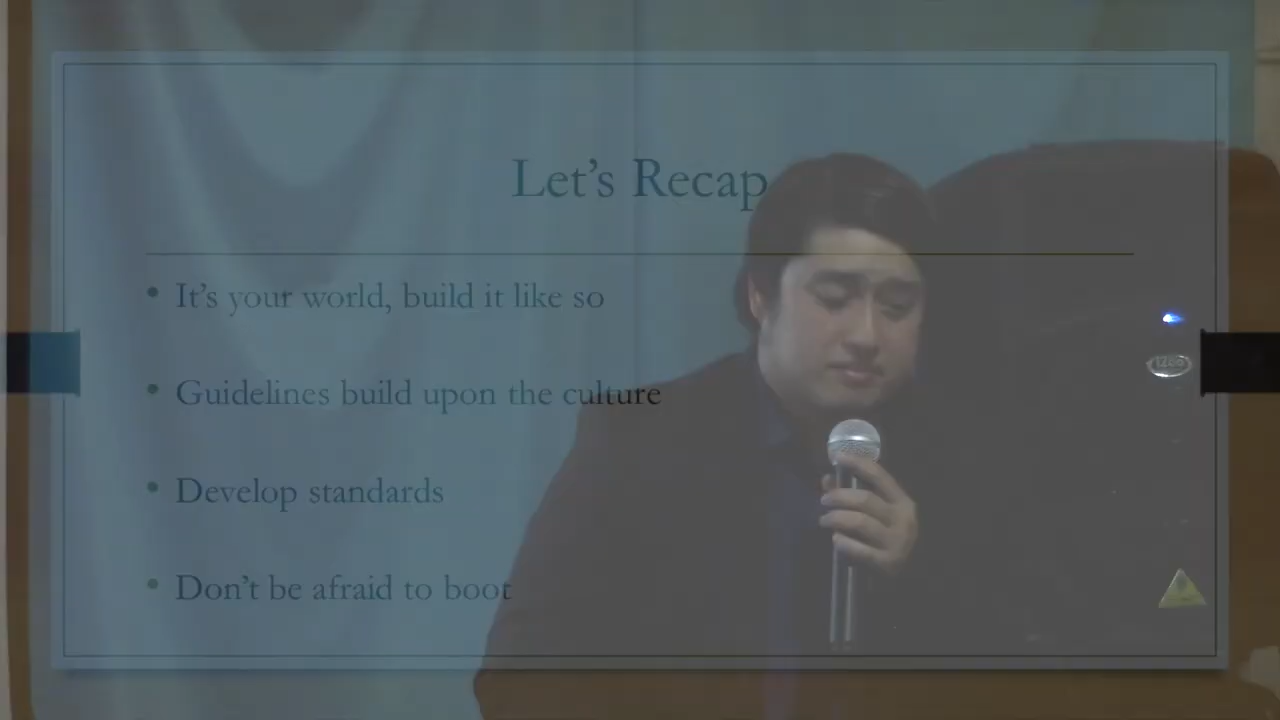 Let's Recap
It's your world, build it like so
Guidelines build upon the culture
Develop standards
Don't be afraid to boot